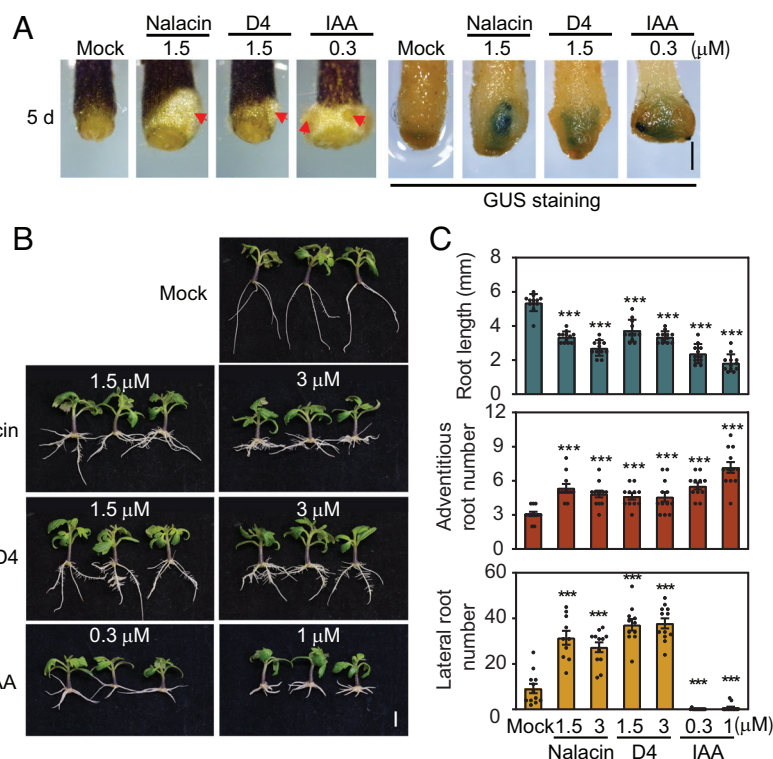 A
Nalacin D4 IAA Nalacin D4 IAA
Mock 1.5 1.5 0.3 Mock 1.5 1.5 0.3 (μM)
5 d
GUS staining
B
Mock
1.5 μM 3 μM
cin
1.5 μM 3 μM
D4
0.3 μM 1 μM
AA
C
Root length (mm)
8
6
4
2
0
*** *** *** *** *** ***
Adventitious
root number
12
9
6
3
0
*** *** *** *** *** ***
Lateral root
number
60
40
20
0
*** *** *** *** *** ***
Mock 1.5 3 1.5 3 0.3 1 (μM)
Nalacin D4 IAA